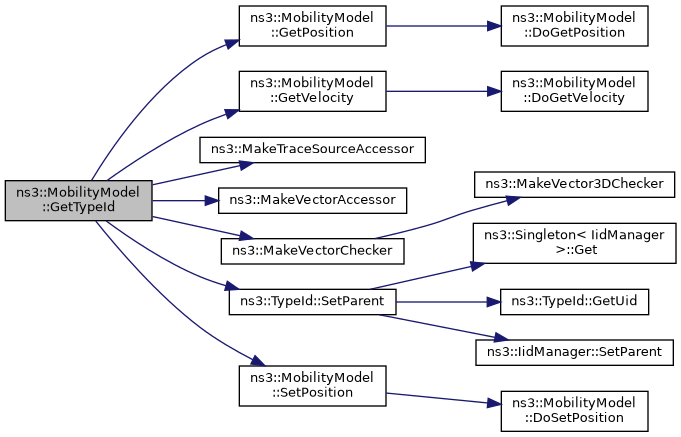 ns3::MobilityModel
::GetTypeId
ns3::MobilityModel
::GetPosition
ns3::MobilityModel
::DoGetPosition
ns3::MobilityModel
::GetVelocity
ns3::MobilityModel
::DoGetVelocity
ns3::MakeTraceSourceAccessor
ns3::MakeVectorAccessor
ns3::MakeVectorChecker
ns3::MakeVector3DChecker
ns3::TypeId::SetParent
ns3::Singleton< IidManager
>::Get
ns3::TypeId::GetUid
ns3::IidManager::SetParent
ns3::MobilityModel
::SetPosition
ns3::MobilityModel
::DoSetPosition